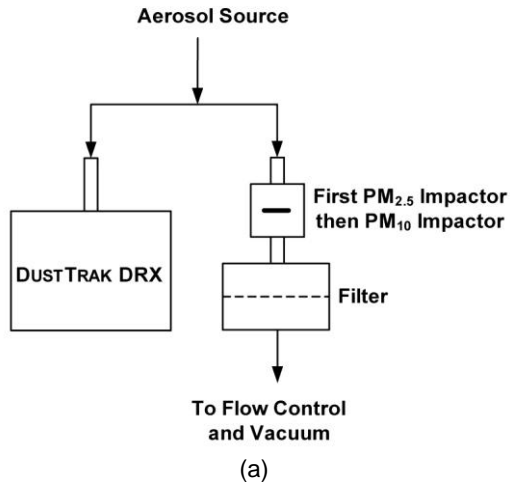 Aerosol Source
First PM2.5 Impactor
then PM10 Impactor
DUSTTRAK DRX
Filter
To Flow Control
and Vacuum
(a)